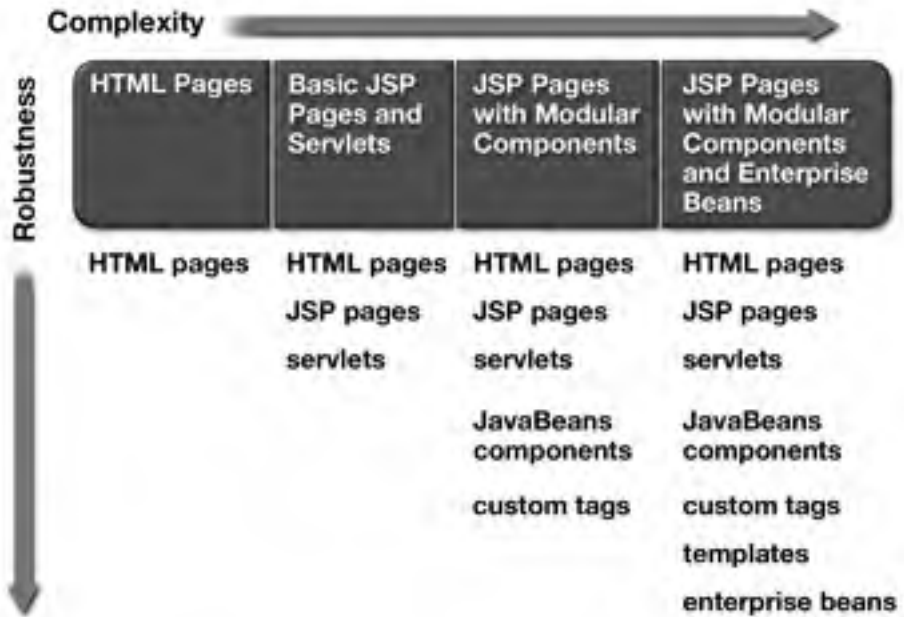 Complexity
Robustness
HTML Pages
Basic JSP
Pages and
Servlets
JSP Pages
with Modular
Components
JSP Pages
with Modular
Components
and Enterprise
Beans
HTML pages
HTML pages
JSP pages
servlets
HTML pages
JSP pages
servlets
JavaBeans
components
custom tags
HTML pages
JSP pages
servlets
JavaBeans
components
custom tags
templates
enterprise beans